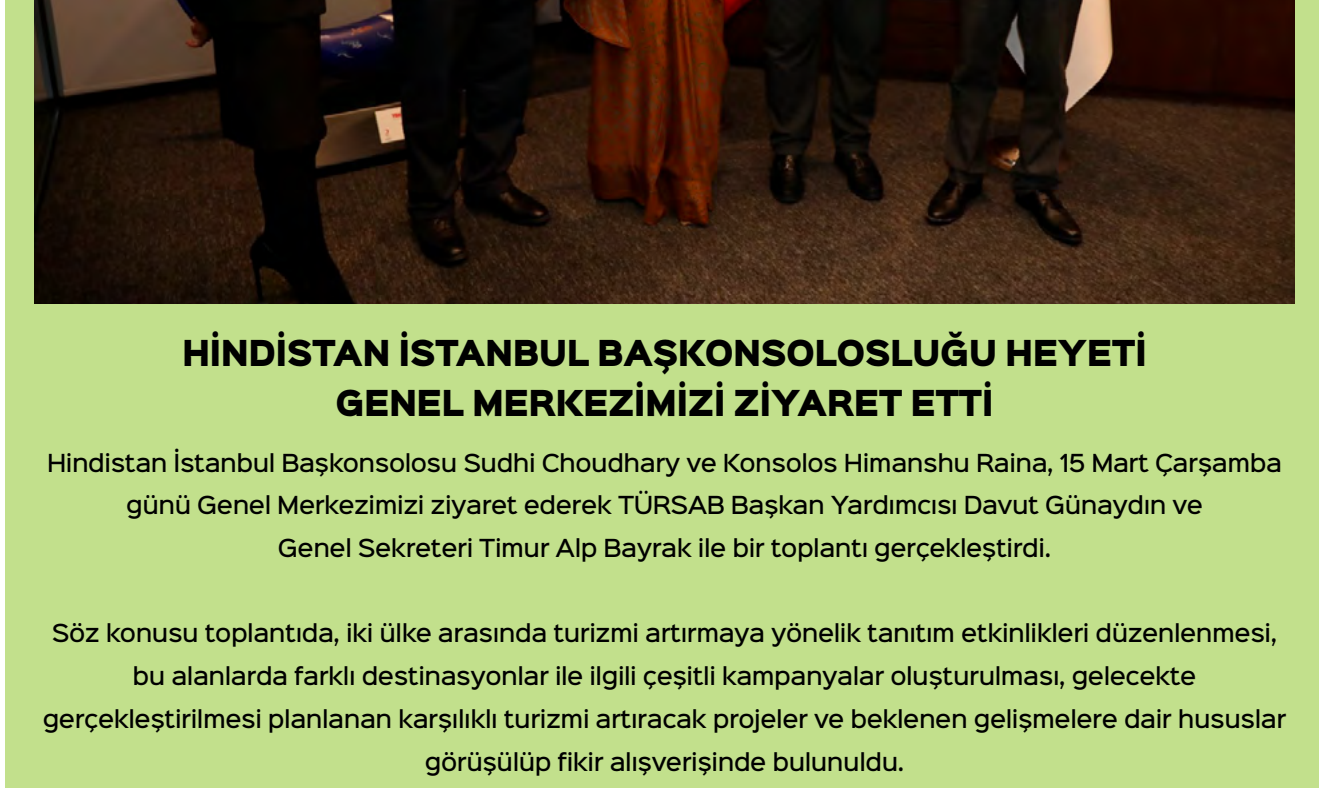 HİNDİSTAN İSTANBUL BAŞKONSOLOSLUĞU HEYETİ
GENEL MERKEZİMİZİ ZİYARET ETTİ
Hindistan İstanbul Başkonsolosu Sudhi Choudhary ve Konsolos Himanshu Raina, 15 Mart Çarşamba
günü Genel Merkezimizi ziyaret ederek TÜRSAB Başkan Yardımcısı Davut Günaydın ve
Genel Sekreteri Timur Alp Bayrak ile bir toplantı gerçekleştirdi.
Söz konusu toplantıda, iki ülke arasında turizmi artırmaya yönelik tanıtım etkinlikleri düzenlenmesi,
bu alanlarda farklı destinasyonlar ile ilgili çeşitli kampanyalar oluşturulması, gelecekte
gerçekleştirilmesi planlanan karşılıklı turizmi artıracak projeler ve beklenen gelişmelere dair hususlar
görüşülüp fikir alışverişinde bulunuldu.